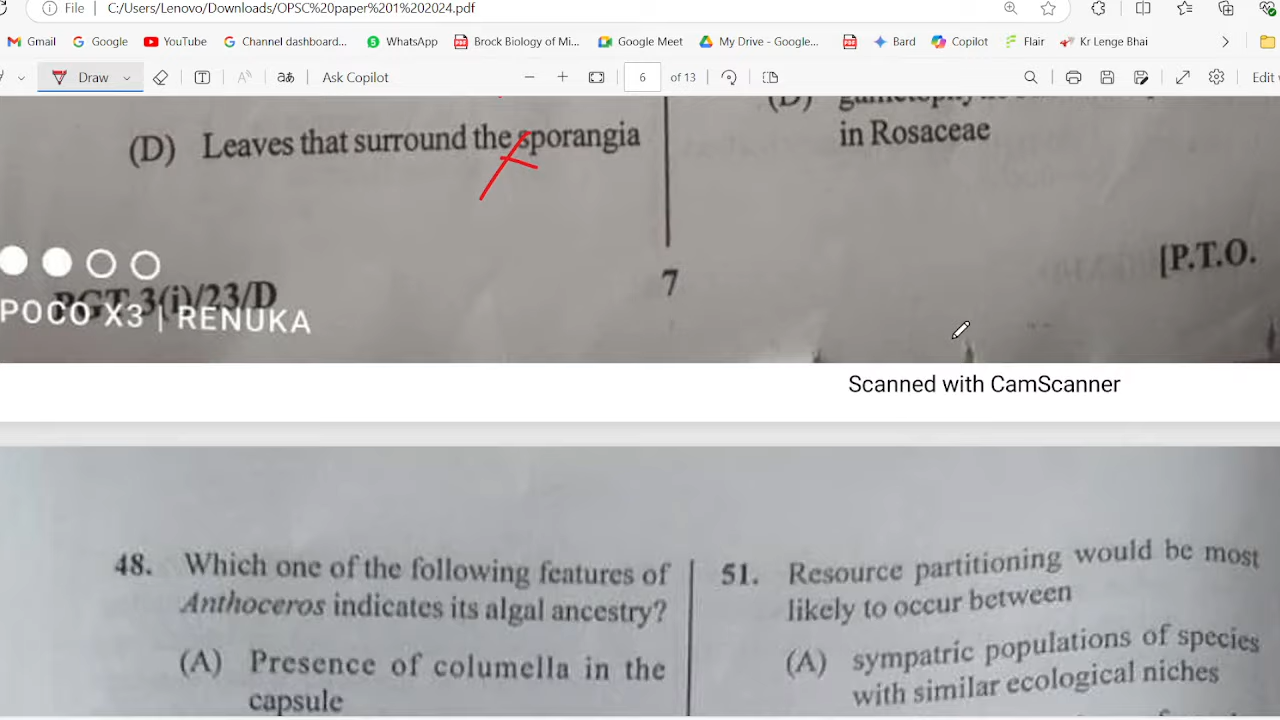 File
C:/Users/Lenovo/Downloads/OPSC%20paper%201%202024.pdf
Gmail
Google
YouTube
Channel dashboard...
WhatsApp
Brock Biology of Mi...
Google Meet
My Drive - Google...
Bard
Copilot
Flair
Kr Lenge Bhai
Draw
Ask Copilot
6
of 13
Edit
(D) Leaves that surround the sporangia
in Rosaceae
[P.T.O.
7
PGT-3(i)/23/D
POCO X3 | RENUKA
Scanned with CamScanner
48. Which one of the following features of
Anthoceros indicates its algal ancestry?
(A) Presence of columella in the
capsule
51. Resource partitioning would be most
likely to occur between
(A) sympatric populations of species
with similar ecological niches